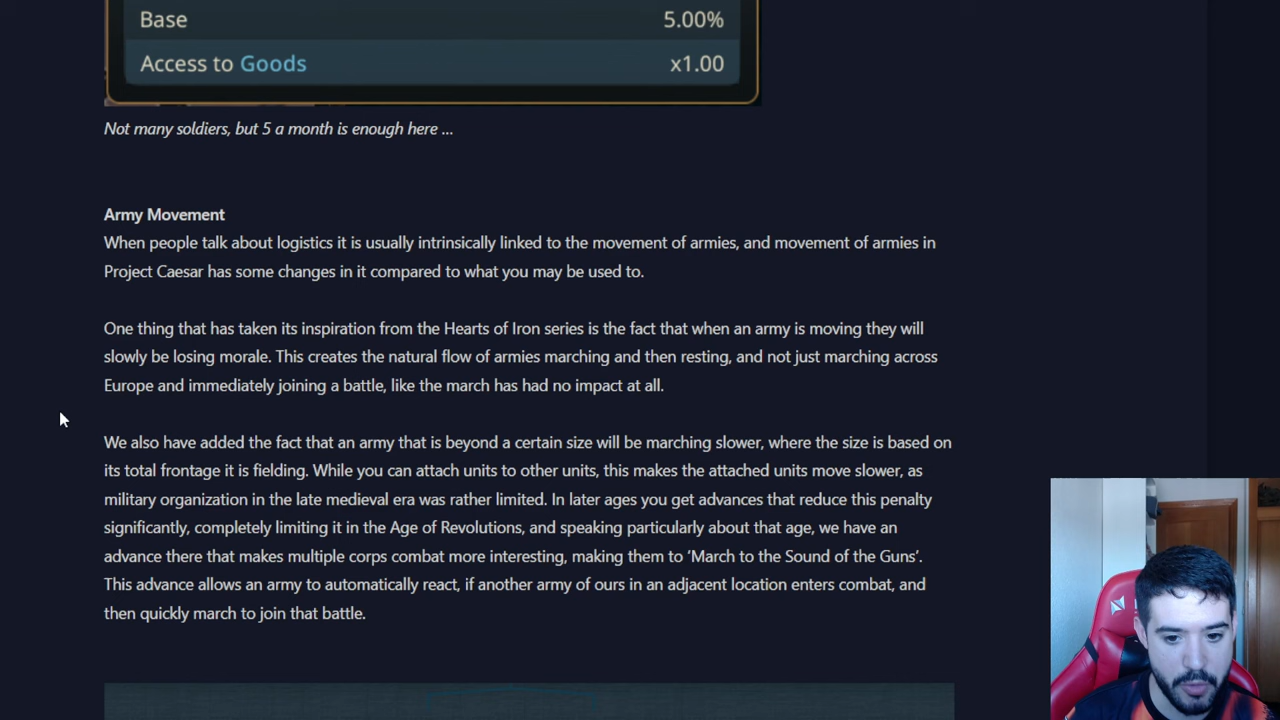 Base 5.00%
Access to Goods x1.00
Not many soldiers, but 5 a month is enough here ...
Army Movement
When people talk about logistics it is usually intrinsically linked to the movement of armies, and movement of armies in
Project Caesar has some changes in it compared to what you may be used to.
One thing that has taken its inspiration from the Hearts of Iron series is the fact that when an army is moving they will
slowly be losing morale. This creates the natural flow of armies marching and then resting, and not just marching across
Europe and immediately joining a battle, like the march has had no impact at all.
We also have added the fact that an army that is beyond a certain size will be marching slower, where the size is based on
its total frontage it is fielding. While you can attach units to other units, this makes the attached units move slower, as
military organization in the late medieval era was rather limited. In later ages you get advances that reduce this penalty
significantly, completely limiting it in the Age of Revolutions, and speaking particularly about that age, we have an
advance there that makes multiple corps combat more interesting, making them to ‘March to the Sound of the Guns’.
This advance allows an army to automatically react, if another army of ours in an adjacent location enters combat, and
then quickly march to join that battle.